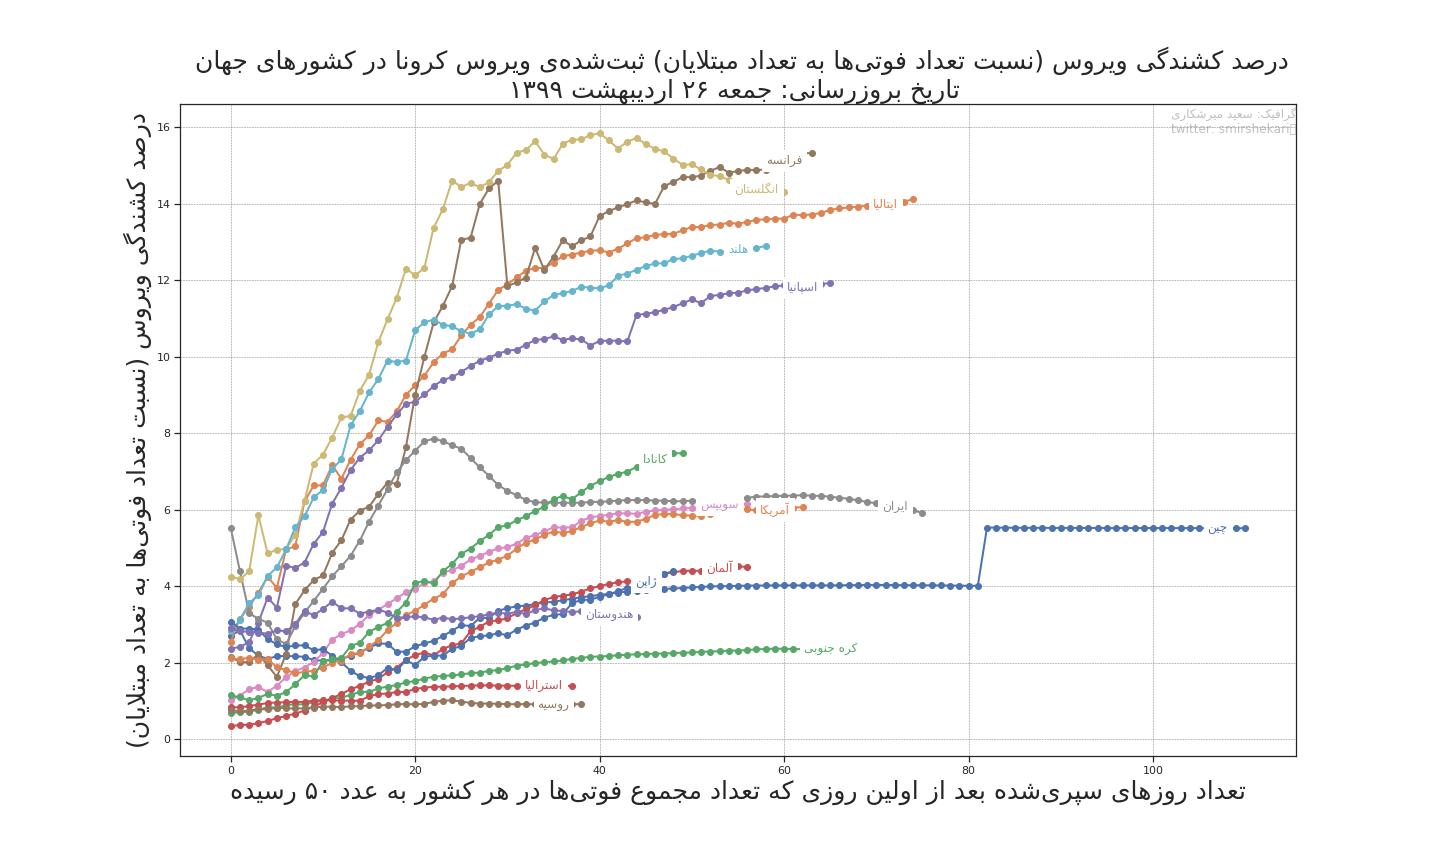 درصد کشندگی ویروس (نسبت تعداد فوتی‌ها به تعداد مبتلایان) ثبت‌شده‌ی ویروس کرونا در کشورهای جهان
تاریخ بروزرسانی: جمعه ۲۶ اردیبهشت ۱۳۹۹
گرافیک: سعید میرشکاری
twitter: smirshekari
درصد کشندگی ویروس (نسبت تعداد فوتی‌ها به تعداد مبتلایان)
16
14
12
10
8
6
4
2
0
فرانسه
انگلستان
ایتالیا
هلند
اسپانیا
کانادا
سوییس
آمریکا
ایران
چین
آلمان
ژاپن
هندوستان
کره جنوبی
استرالیا
روسیه
0 20 40 60 80 100
تعداد روزهای سپری‌شده بعد از اولین روزی که تعداد مجموع فوتی‌ها در هر کشور به عدد ۵۰ رسیده